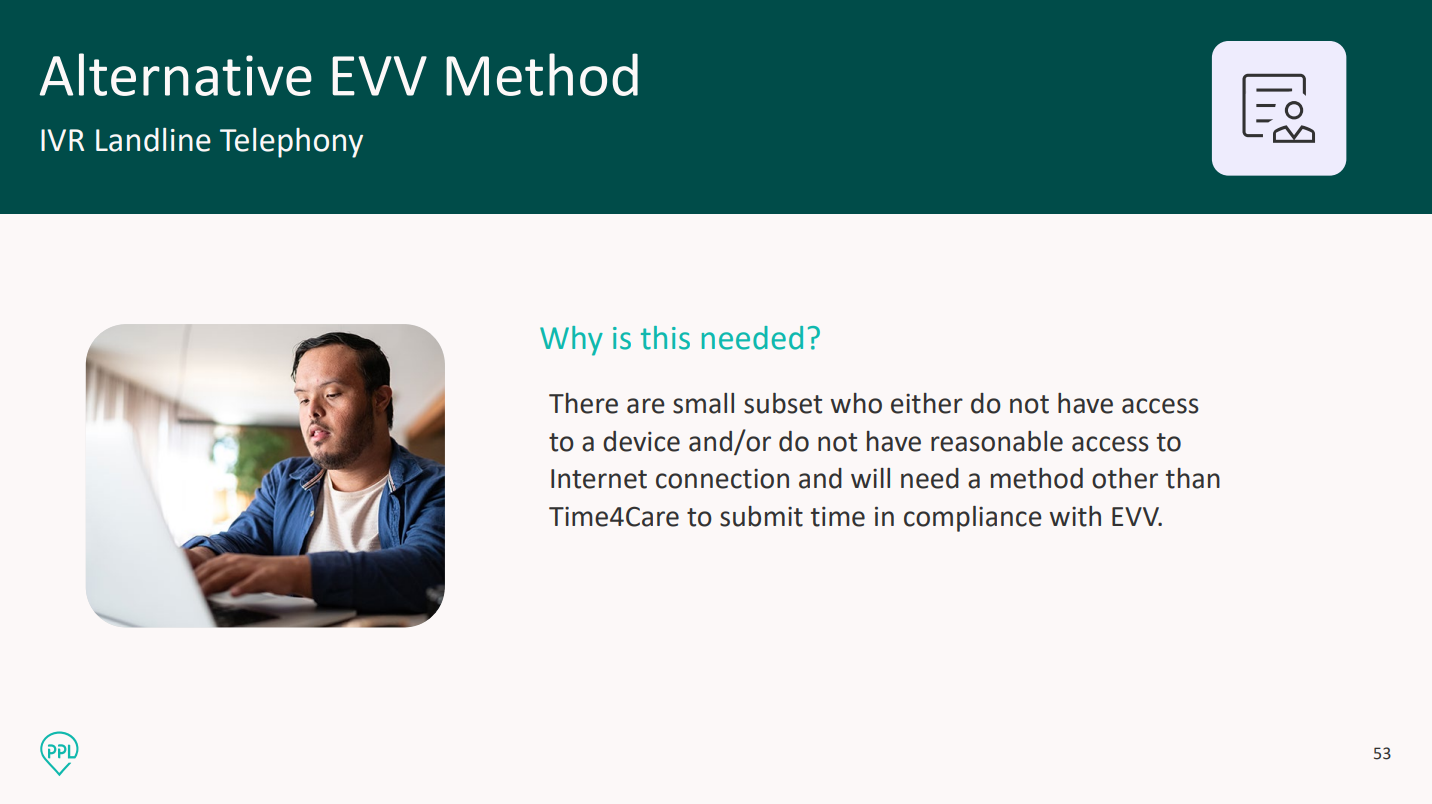 Alternative EVV Method
IVR Landline Telephony
Why is this needed?
There are small subset who either do not have access
to a device and/or do not have reasonable access to
Internet connection and will need a method other than
Time4Care to submit time in compliance with EVV.
PPL
53